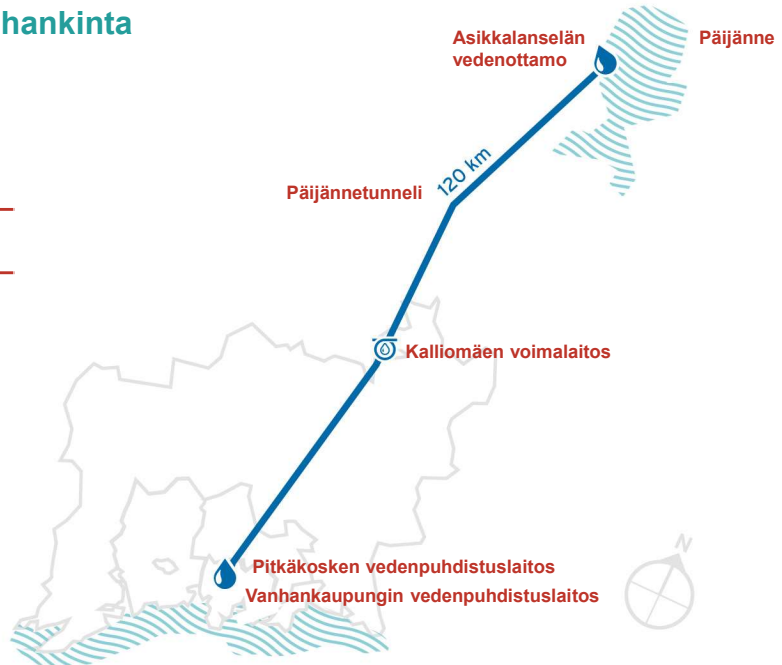 hankinta
Asikkalanselän
vedenottamo
Päijänne
120 km
Päijännetunneli
Kalliomäen voimalaitos
N
Pitkäkosken vedenpuhdistuslaitos
Vanhankaupungin vedenpuhdistuslaitos